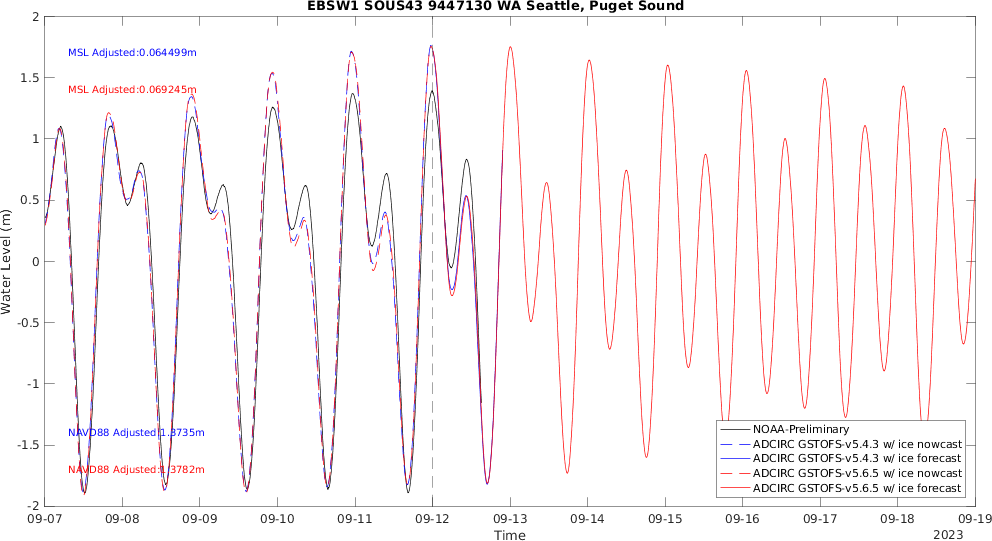 EBSW1 SOUS43 9447130 WA Seattle, Puget Sound
2
1.5
1
0.5
0
-0.5
-1
-1.5
-2
Water Level (m)
MSL Adjusted:0.064499m
MSL Adjusted:0.069245m
NAVD88 Adjusted:1.3735m
NAVD88 Adjusted:1.3782m
NOAA-Preliminary
ADCIRC GSTOFS-v5.4.3 w/ ice nowcast
ADCIRC GSTOFS-v5.4.3 w/ ice forecast
ADCIRC GSTOFS-v5.6.5 w/ ice nowcast
ADCIRC GSTOFS-v5.6.5 w/ ice forecast
09-07 09-08 09-09 09-10 09-11 09-12 09-13 09-14 09-15 09-16 09-17 09-18 09-19
Time
2023